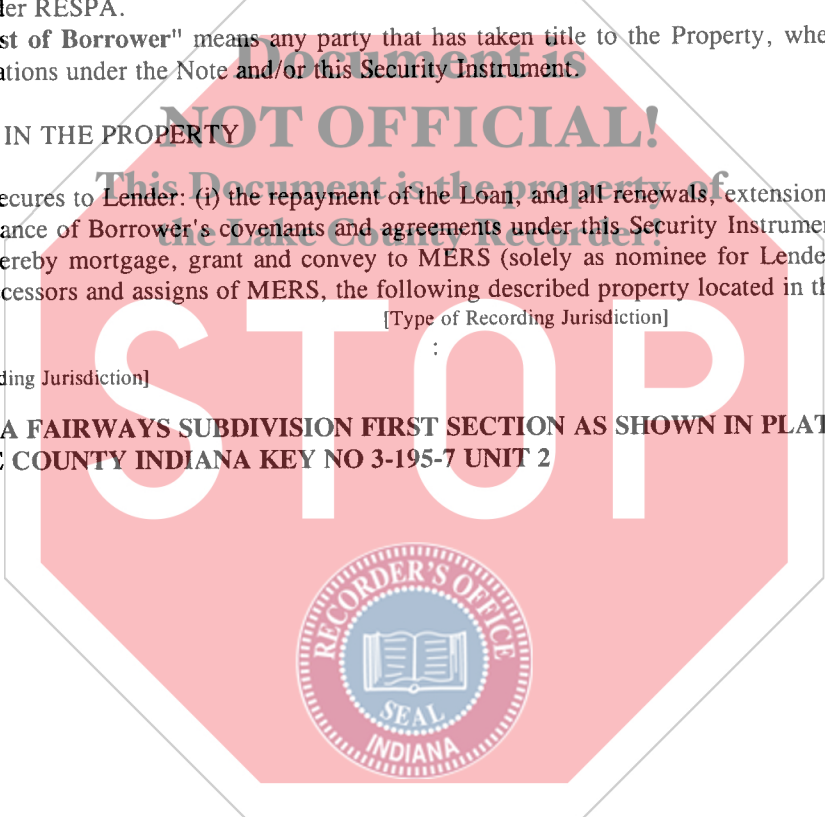 ler RESPA.
st of Borrower" means any party that has taken title to the Property, whe
ations under the Note and/or this Security Instrument.
Document is
NOT OFFICIAL!
IN THE PROPERTY
This Document is the property of
the Lake County Recorder!
ecures to Lender: (i) the repayment of the Loan, and all renewals, extension
ance of Borrower's covenants and agreements under this Security Instrumen
ereby mortgage, grant and convey to MERS (solely as nominee for Lende
cessors and assigns of MERS, the following described property located in th
[Type of Recording Jurisdiction]
:
ding Jurisdiction]
STOP
A FAIRWAYS SUBDIVISION FIRST SECTION AS SHOWN IN PLAT
E COUNTY INDIANA KEY NO 3-195-7 UNIT 2
RECORDER'S OFFICE
SEAL
INDIANA